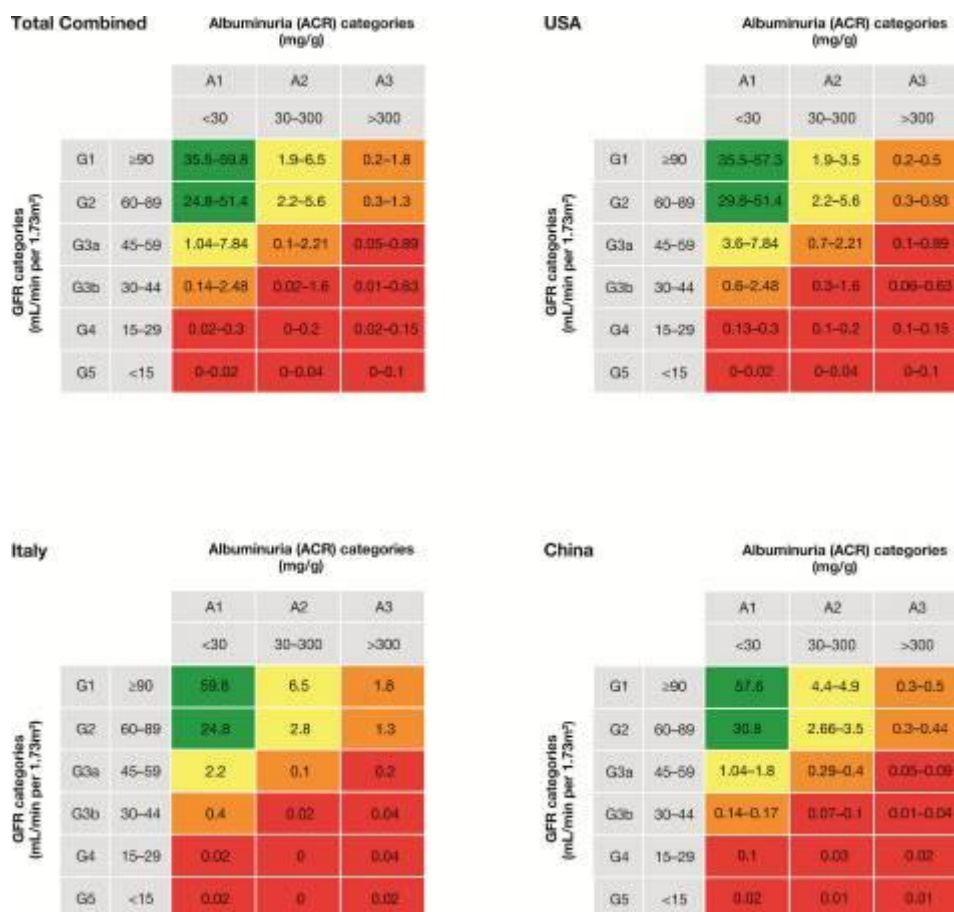 Total Combined
Albuminuria (ACR) categories
(mg/g)
A1 A2 A3
<30 30–300 >300
GFR categories
(mL/min per 1.73m²)
G1 ≥90 35.5–59.8 1.9–6.5 0.2–1.8
G2 60–89 24.8–51.4 2.2–5.6 0.3–1.3
G3a 45–59 1.04–7.84 0.1–2.21 0.05–0.89
G3b 30–44 0.14–2.48 0.02–1.6 0.01–0.63
G4 15–29 0.02–0.3 0–0.2 0.02–0.15
G5 <15 0–0.02 0–0.04 0–0.1
USA
Albuminuria (ACR) categories
(mg/g)
A1 A2 A3
<30 30–300 >300
GFR categories
(mL/min per 1.73m²)
G1 ≥90 35.5–57.3 1.9–3.5 0.2–0.5
G2 60–89 29.8–51.4 2.2–5.6 0.3–0.93
G3a 45–59 3.6–7.84 0.7–2.21 0.1–0.89
G3b 30–44 0.6–2.48 0.3–1.6 0.06–0.63
G4 15–29 0.13–0.3 0.1–0.2 0.1–0.15
G5 <15 0–0.02 0–0.04 0–0.1
Italy
Albuminuria (ACR) categories
(mg/g)
A1 A2 A3
<30 30–300 >300
GFR categories
(mL/min per 1.73m²)
G1 ≥90 59.8 6.5 1.8
G2 60–89 24.8 2.8 1.3
G3a 45–59 2.2 0.1 0.2
G3b 30–44 0.4 0.02 0.04
G4 15–29 0.02 0 0.04
G5 <15 0.02 0 0.02
China
Albuminuria (ACR) categories
(mg/g)
A1 A2 A3
<30 30–300 >300
GFR categories
(mL/min per 1.73m²)
G1 ≥90 57.6 4.4–4.9 0.3–0.5
G2 60–89 30.8 2.66–3.5 0.3–0.44
G3a 45–59 1.04–1.8 0.29–0.4 0.05–0.09
G3b 30–44 0.14–0.17 0.07–0.1 0.01–0.04
G4 15–29 0.1 0.03 0.02
G5 <15 0.02 0.01 0.01